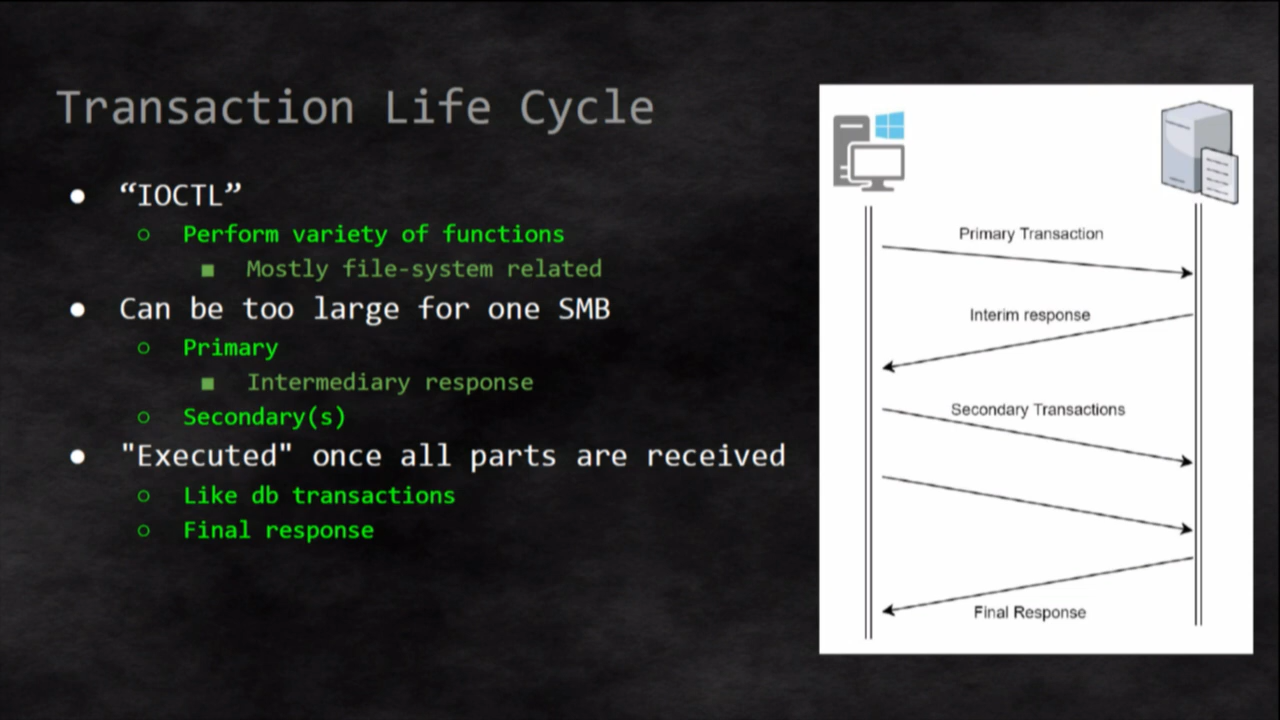 Transaction Life Cycle
“IOCTL”
Perform variety of functions
Mostly file-system related
Can be too large for one SMB
Primary
Intermediary response
Secondary(s)
"Executed" once all parts are received
Like db transactions
Final response
Primary Transaction
Interim response
Secondary Transactions
Final Response